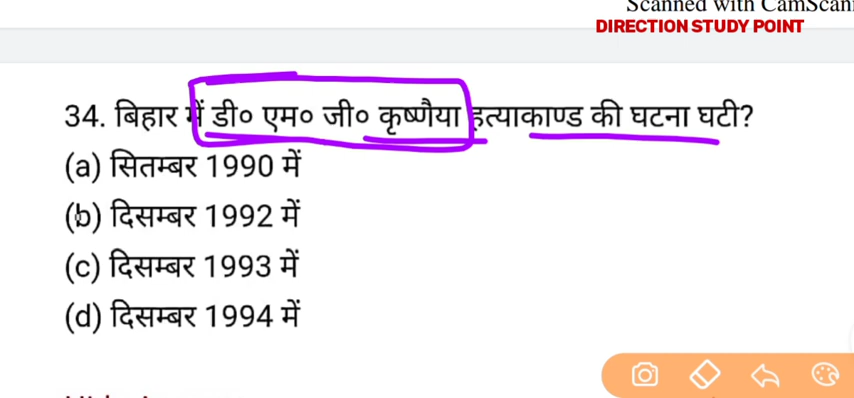 Scanned with CamScan
DIRECTION STUDY POINT
34. बिहार में डी० एम० जी० कृष्णैया हत्याकाण्ड की घटना घटी?
(a) सितम्बर 1990 में
(b) दिसम्बर 1992 में
(c) दिसम्बर 1993 में
(d) दिसम्बर 1994 में